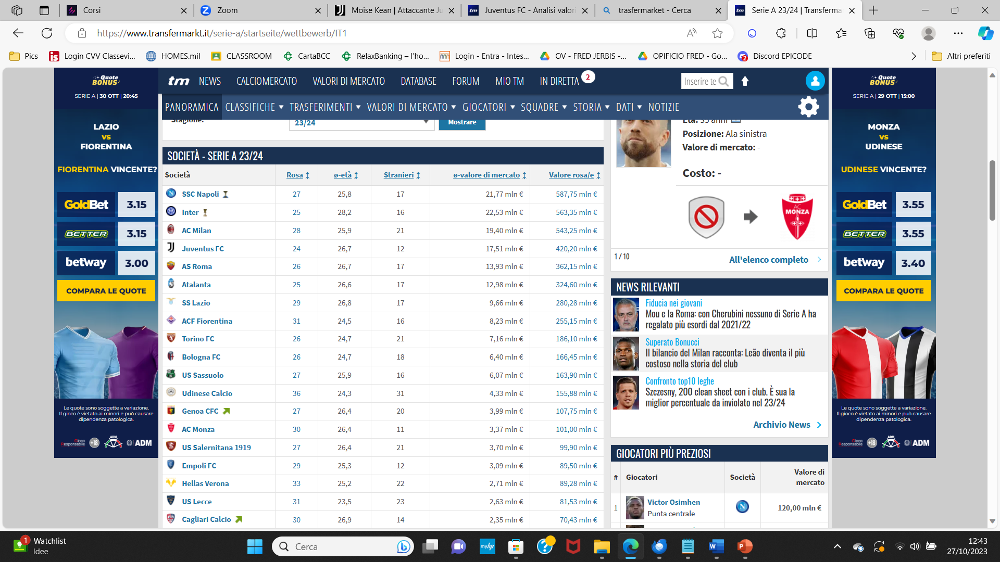 Corsi
Zoom
Moise Kean | Attaccante Ju
Juventus FC - Analisi valori
trasfermarket - Cerca
Serie A 23/24 | Transferma
https://www.transfermarkt.it/serie-a/startseite/wettbewerb/IT1
Pics
Login CVV Classevi...
HOMES.mil
CLASSROOM
CartaBCC
RelaxBanking – l'ho...
Login - Entra - Intes...
OV - FRED JERBIS -...
OPIFICIO FRED - Go...
Discord EPICODE
Altri preferiti
Quote
BONUS
SERIE A | 30 OTT | 20:45
LAZIO
vs
FIORENTINA
FIORENTINA VINCENTE?
GoldBet 3.15
BETTER 3.15
betway 3.00
COMPARA LE QUOTE
Le quote sono soggette a variazione.
Il gioco è vietato ai minori e può causare
dipendenza patologica.
Gioca
Responsabile
+18
ADM
ADM
tm NEWS CALCIOMERCATO VALORI DI MERCATO DATABASE FORUM MIO TM IN DIRETTA 2
Inserire te
PANORAMICA CLASSIFICHE TRASFERIMENTI VALORI DI MERCATO GIOCATORI SQUADRE STORIA DATI NOTIZIE
Stagione: 23/24 Mostrare
SOCIETÀ - SERIE A 23/24
Società Rosa ø-età Stranieri ø-valore di mercato Valore rosa/e
SSC Napoli 27 25,8 17 21,77 mln € 587,75 mln €
Inter 25 28,2 16 22,53 mln € 563,35 mln €
AC Milan 28 25,9 21 19,40 mln € 543,25 mln €
Juventus FC 24 26,7 12 17,51 mln € 420,20 mln €
AS Roma 26 26,7 17 13,93 mln € 362,15 mln €
Atalanta 25 26,6 17 12,98 mln € 324,60 mln €
SS Lazio 29 26,8 17 9,66 mln € 280,28 mln €
ACF Fiorentina 31 24,5 16 8,23 mln € 255,15 mln €
Torino FC 26 24,7 21 7,16 mln € 186,10 mln €
Bologna FC 26 24,7 18 6,40 mln € 166,45 mln €
US Sassuolo 27 25,9 16 6,07 mln € 163,90 mln €
Udinese Calcio 36 24,3 31 4,33 mln € 155,88 mln €
Genoa CFC 27 26,4 20 3,99 mln € 107,75 mln €
AC Monza 30 26,4 11 3,37 mln € 101,00 mln €
US Salernitana 1919 27 26,4 21 3,70 mln € 99,90 mln €
Empoli FC 29 25,3 12 3,09 mln € 89,50 mln €
Hellas Verona 33 25,2 22 2,71 mln € 89,28 mln €
US Lecce 31 23,5 23 2,63 mln € 81,53 mln €
Cagliari Calcio 30 26,9 14 2,35 mln € 70,43 mln €
Età: 35 anni
Posizione: Ala sinistra
Valore di mercato: -
Costo: -
AC
MONZA
1 / 10
All'elenco completo
NEWS RILEVANTI
Fiducia nei giovani
Mou e la Roma: con Cherubini nessuno di Serie A ha
regalato più esordi dal 2021/22
Superato Bonucci
Il bilancio del Milan racconta: Leão diventa il più
costoso nella storia del club
Confronto top10 leghe
Szczesny, 200 clean sheet con i club. È sua la
miglior percentuale da inviolato nel 23/24
Archivio News
GIOCATORI PIÙ PREZIOSI
# Giocatori Società Valore di
mercato
1 Victor Osimhen
Punta centrale
120,00 mln €
Quote
BONUS
SERIE A | 29 OTT | 15:00
MONZA
vs
UDINESE
UDINESE VINCENTE?
GoldBet 3.55
BETTER 3.55
betway 3.40
COMPARA LE QUOTE
Le quote sono soggette a variazione.
Il gioco è vietato ai minori e può causare
dipendenza patologica.
Gioca
Responsabile
+18
ADM
ADM
1 Watchlist
Idee
Cerca
myhp
12:43
27/10/2023